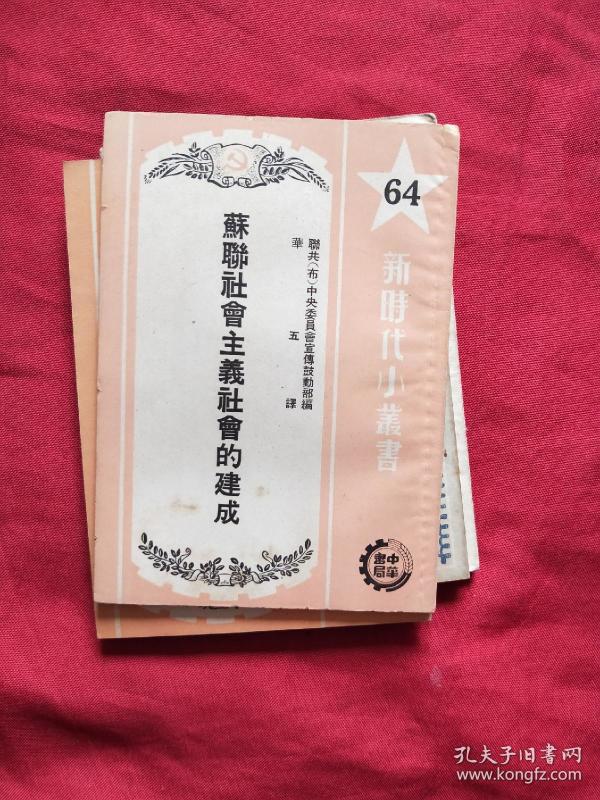 64
新時代小叢書
聯共(布)中央委員會宣傳鼓動部編
華五譯
蘇聯社會主義社會的建成
中華書局
孔夫子旧书网
www.kongfz.com